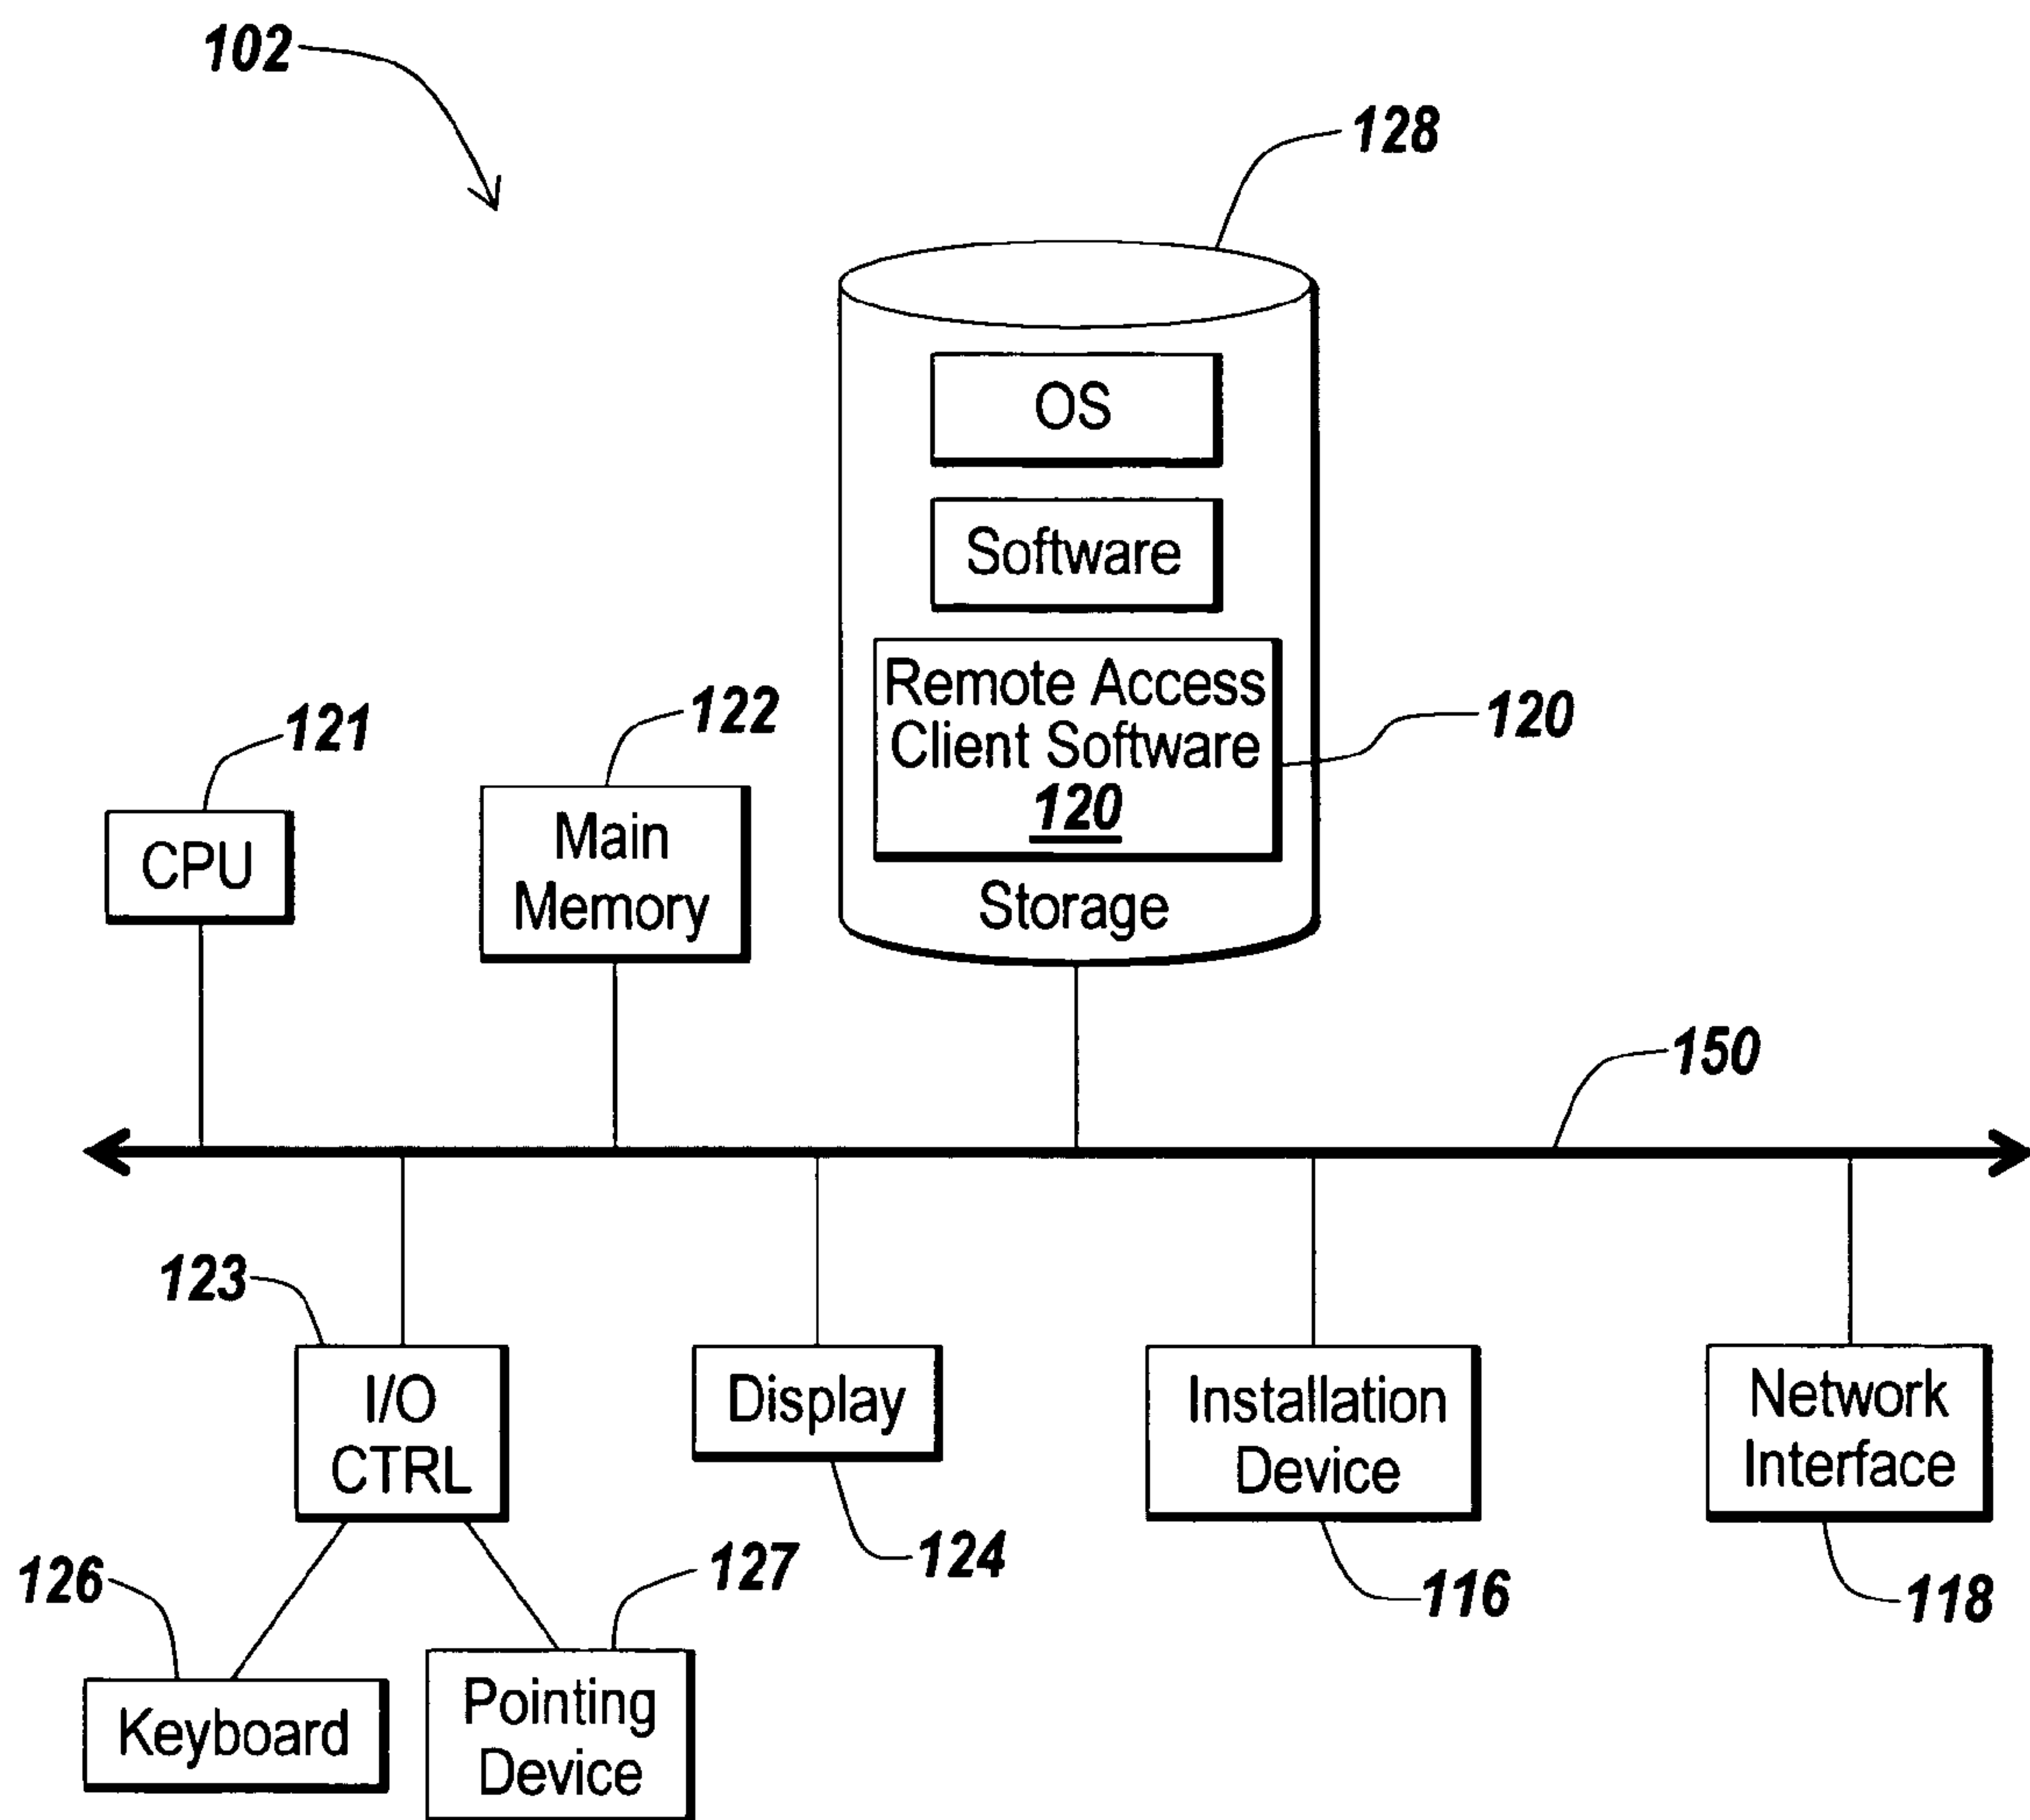 102
128
OS
Software
Remote Access
Client Software
120
120
Storage
121
CPU
122
Main
Memory
150
123
I/O
CTRL
Display
124
Installation
Device
116
Network
Interface
118
126
Keyboard
127
Pointing
Device